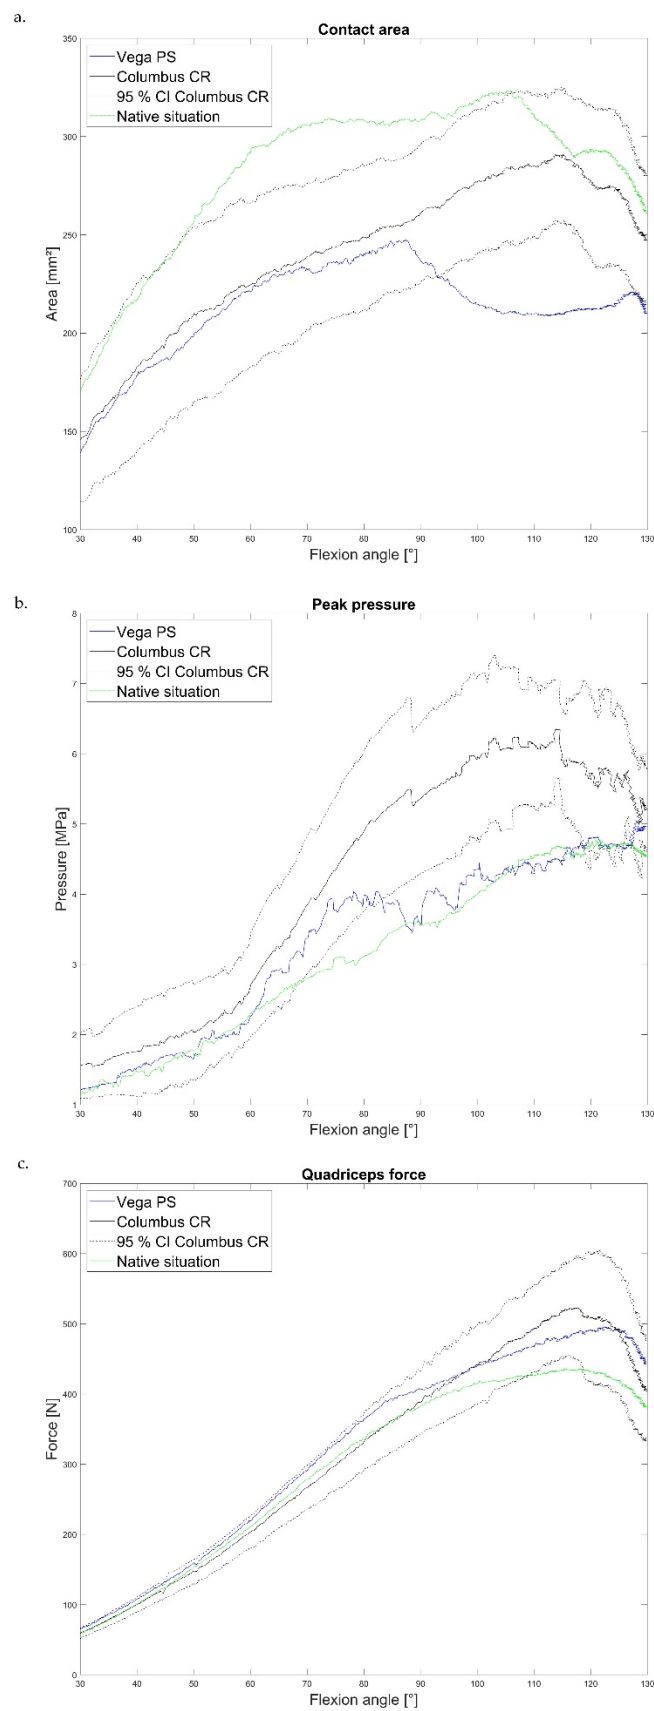 a.
Contact area
350
Vega PS
Columbus CR
300
95 % CI Columbus CR
Native situation
250
Area [mm²]
200
150
100
30 40 50 60 70 80 90 100 110 120 130
Flexion angle [°]
b.
Peak pressure
8
Vega PS
Columbus CR
95 % CI Columbus CR
7
Native situation
6
5
Pressure [MPa]
4
3
2
1
30 40 50 60 70 80 90 100 110 120 130
Flexion angle [°]
c.
Quadriceps force
700
Vega PS
Columbus CR
95 % CI Columbus CR
600
Native situation
500
400
Force [N]
300
200
100
0
30 40 50 60 70 80 90 100 110 120 130
Flexion angle [°]